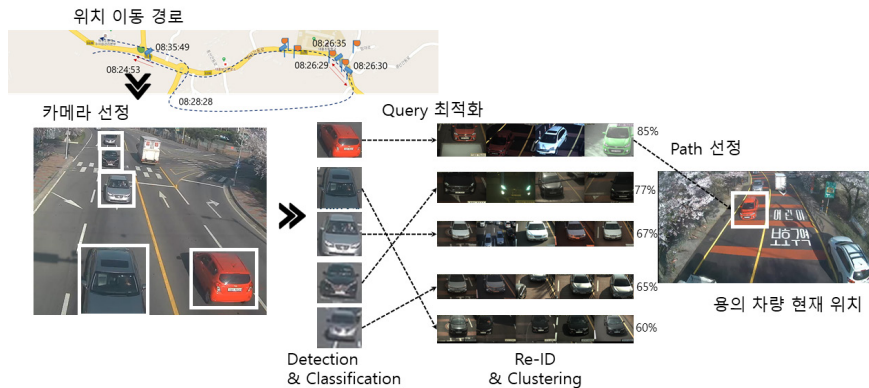 위치 이동 경로
08:35:49
08:26:35
08:24:53
08:26:29
08:26:30
08:28:28
카메라 선정
Query 최적화
85%
Path 선정
77%
67%
65%
60%
용의 차량 현재 위치
Detection
& Classification
Re-ID
& Clustering